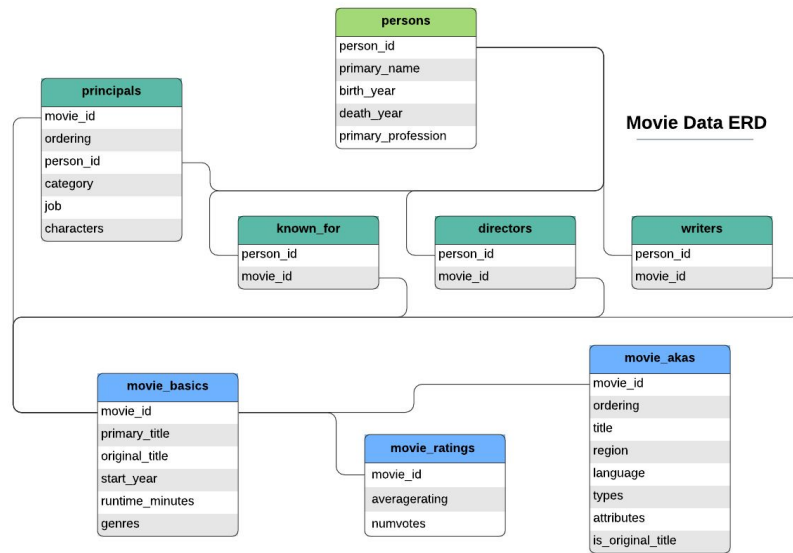 persons
person_id
primary_name
birth_year
death_year
primary_profession
principals
movie_id
ordering
person_id
category
job
characters
Movie Data ERD
known_for
person_id
movie_id
directors
person_id
movie_id
writers
person_id
movie_id
movie_basics
movie_id
primary_title
original_title
start_year
runtime_minutes
genres
movie_ratings
movie_id
averagerating
numvotes
movie_akas
movie_id
ordering
title
region
language
types
attributes
is_original_title